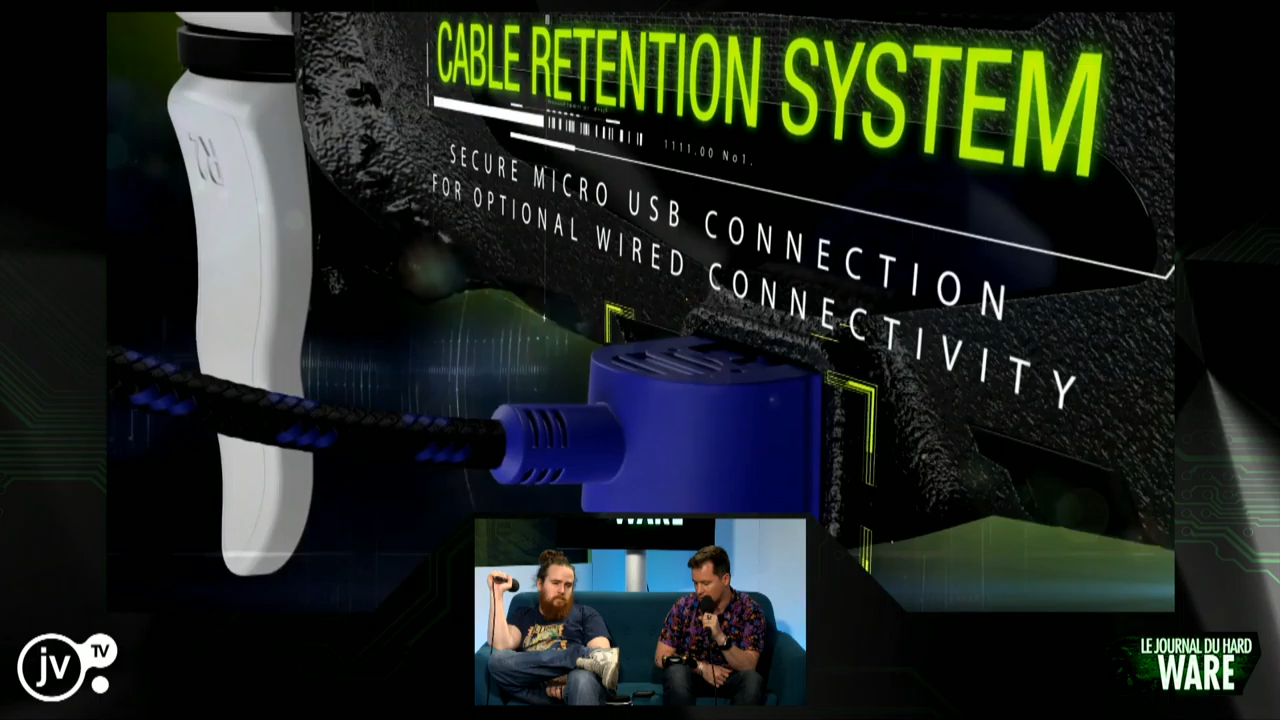 CABLE RETENTION SYSTEM
1111.00 No1.
SECURE MICRO USB CONNECTION
FOR OPTIONAL WIRED CONNECTIVITY
R2
WARE
jv TV
LE JOURNAL DU HARD
WARE